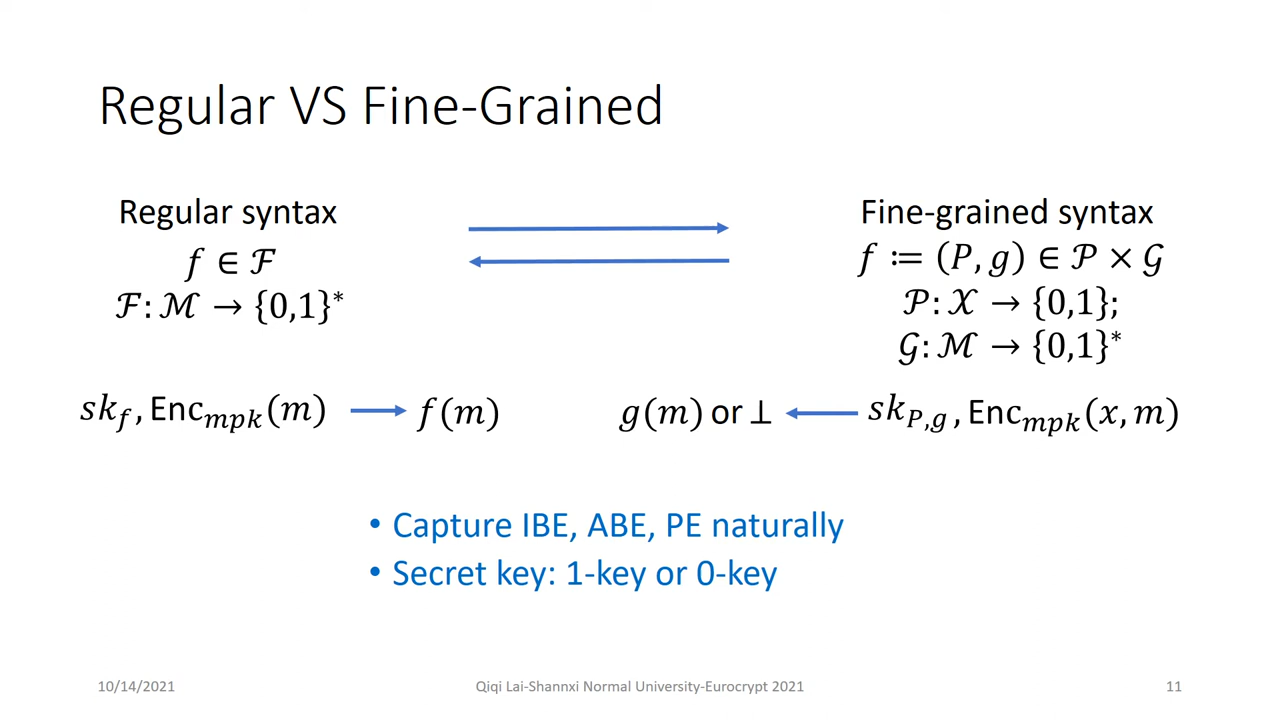 Regular VS Fine-Grained
Regular syntax
f ∈ ℱ
ℱ: ℳ → {0,1}*
Fine-grained syntax
f ≔ (P, g) ∈ 𝒫 × 𝒢
𝒫: 𝒳 → {0,1};
𝒢: ℳ → {0,1}*
sk_f, Enc_mpk(m) → f(m)
g(m) or ⊥ ← sk_P,g, Enc_mpk(x, m)
• Capture IBE, ABE, PE naturally
• Secret key: 1-key or 0-key
10/14/2021
Qiqi Lai-Shannxi Normal University-Eurocrypt 2021
11